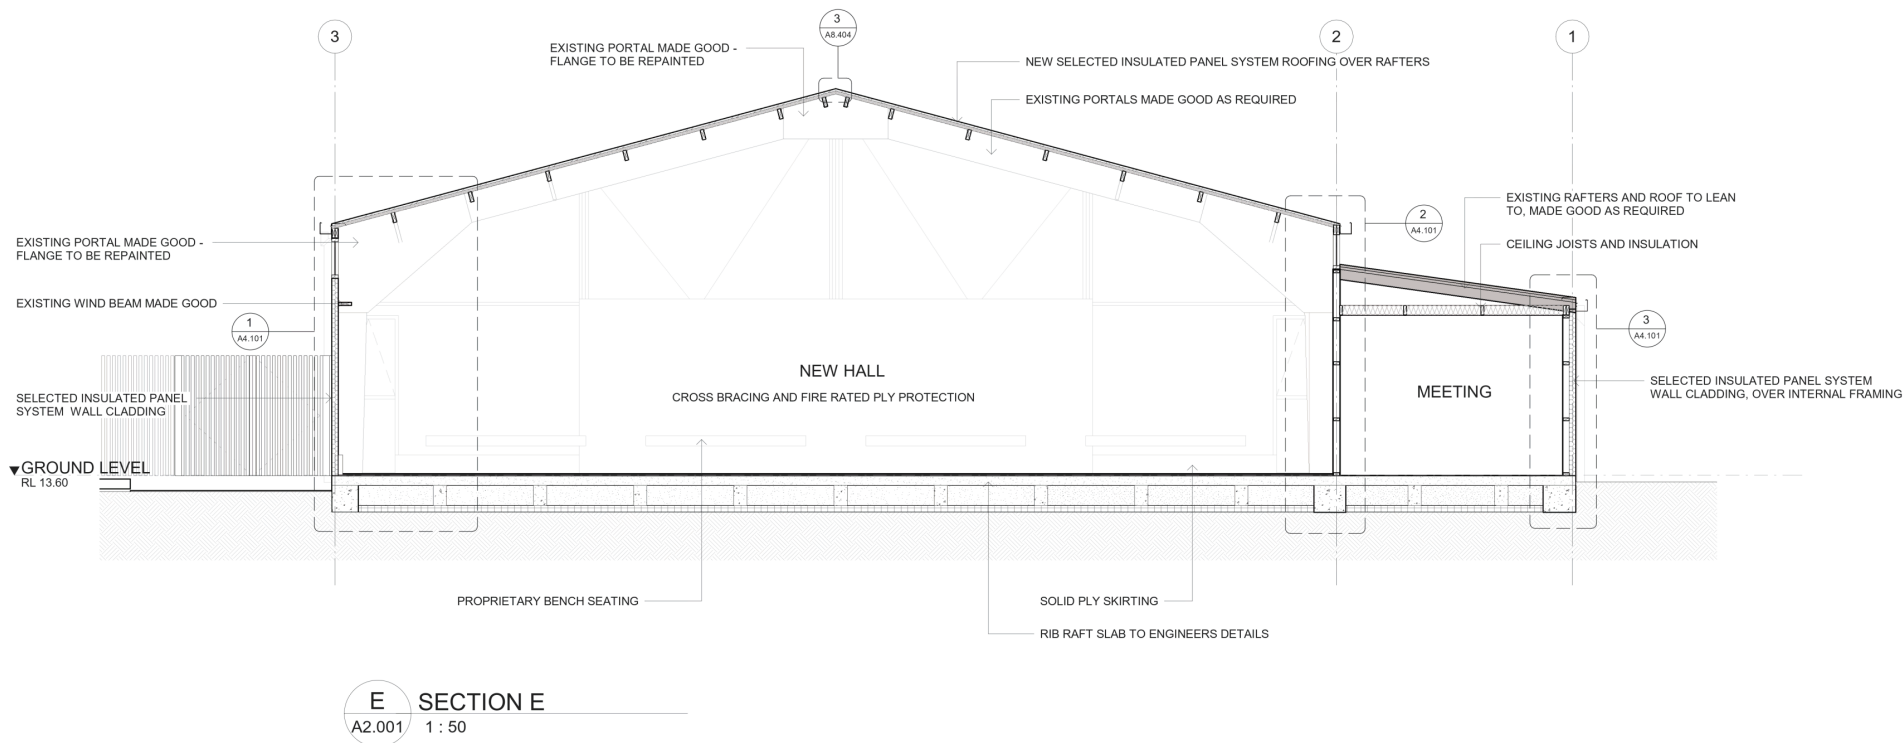 3
3
A8.404
2
1
EXISTING PORTAL MADE GOOD -
FLANGE TO BE REPAINTED
NEW SELECTED INSULATED PANEL SYSTEM ROOFING OVER RAFTERS
EXISTING PORTALS MADE GOOD AS REQUIRED
EXISTING RAFTERS AND ROOF TO LEAN
TO, MADE GOOD AS REQUIRED
2
A4.101
EXISTING PORTAL MADE GOOD -
FLANGE TO BE REPAINTED
CEILING JOISTS AND INSULATION
EXISTING WIND BEAM MADE GOOD
1
A4.101
3
A4.101
NEW HALL
CROSS BRACING AND FIRE RATED PLY PROTECTION
MEETING
SELECTED INSULATED PANEL
SYSTEM WALL CLADDING
SELECTED INSULATED PANEL SYSTEM
WALL CLADDING, OVER INTERNAL FRAMING
GROUND LEVEL
RL 13.60
PROPRIETARY BENCH SEATING
SOLID PLY SKIRTING
RIB RAFT SLAB TO ENGINEERS DETAILS
E
SECTION E
A2.001
1 : 50